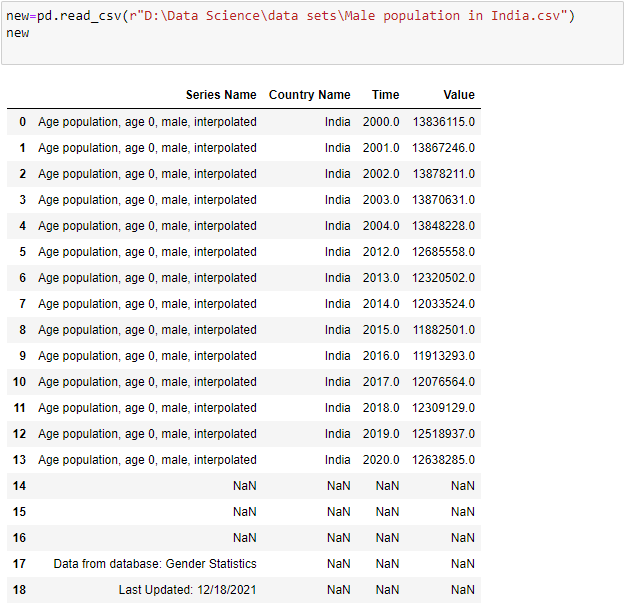 new=pd.read_csv(r"D:\Data Science\data sets\Male population in India.csv")
new
Series Name Country Name Time Value
0 Age population, age 0, male, interpolated India 2000.0 13836115.0
1 Age population, age 0, male, interpolated India 2001.0 13867246.0
2 Age population, age 0, male, interpolated India 2002.0 13878211.0
3 Age population, age 0, male, interpolated India 2003.0 13870631.0
4 Age population, age 0, male, interpolated India 2004.0 13848228.0
5 Age population, age 0, male, interpolated India 2012.0 12685558.0
6 Age population, age 0, male, interpolated India 2013.0 12320502.0
7 Age population, age 0, male, interpolated India 2014.0 12033524.0
8 Age population, age 0, male, interpolated India 2015.0 11882501.0
9 Age population, age 0, male, interpolated India 2016.0 11913293.0
10 Age population, age 0, male, interpolated India 2017.0 12076564.0
11 Age population, age 0, male, interpolated India 2018.0 12309129.0
12 Age population, age 0, male, interpolated India 2019.0 12518937.0
13 Age population, age 0, male, interpolated India 2020.0 12638285.0
14 NaN NaN NaN NaN
15 NaN NaN NaN NaN
16 NaN NaN NaN NaN
17 Data from database: Gender Statistics NaN NaN NaN
18 Last Updated: 12/18/2021 NaN NaN NaN